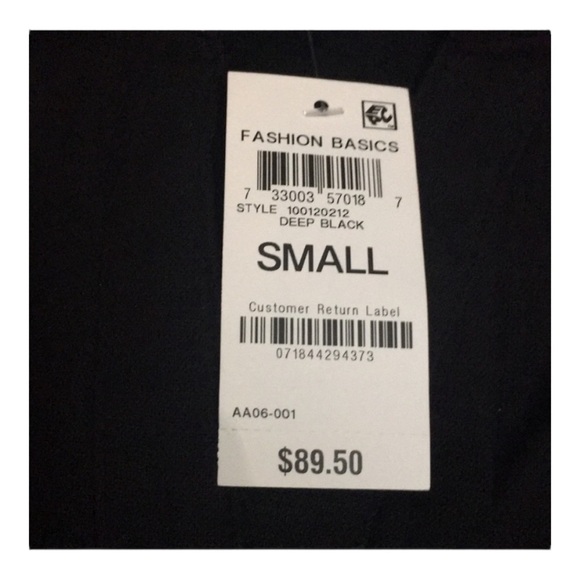 FASHION BASICS
7 33003 57018 7
STYLE 100120212
DEEP BLACK
SMALL
Customer Return Label
071844294373
AA06-001
$89.50